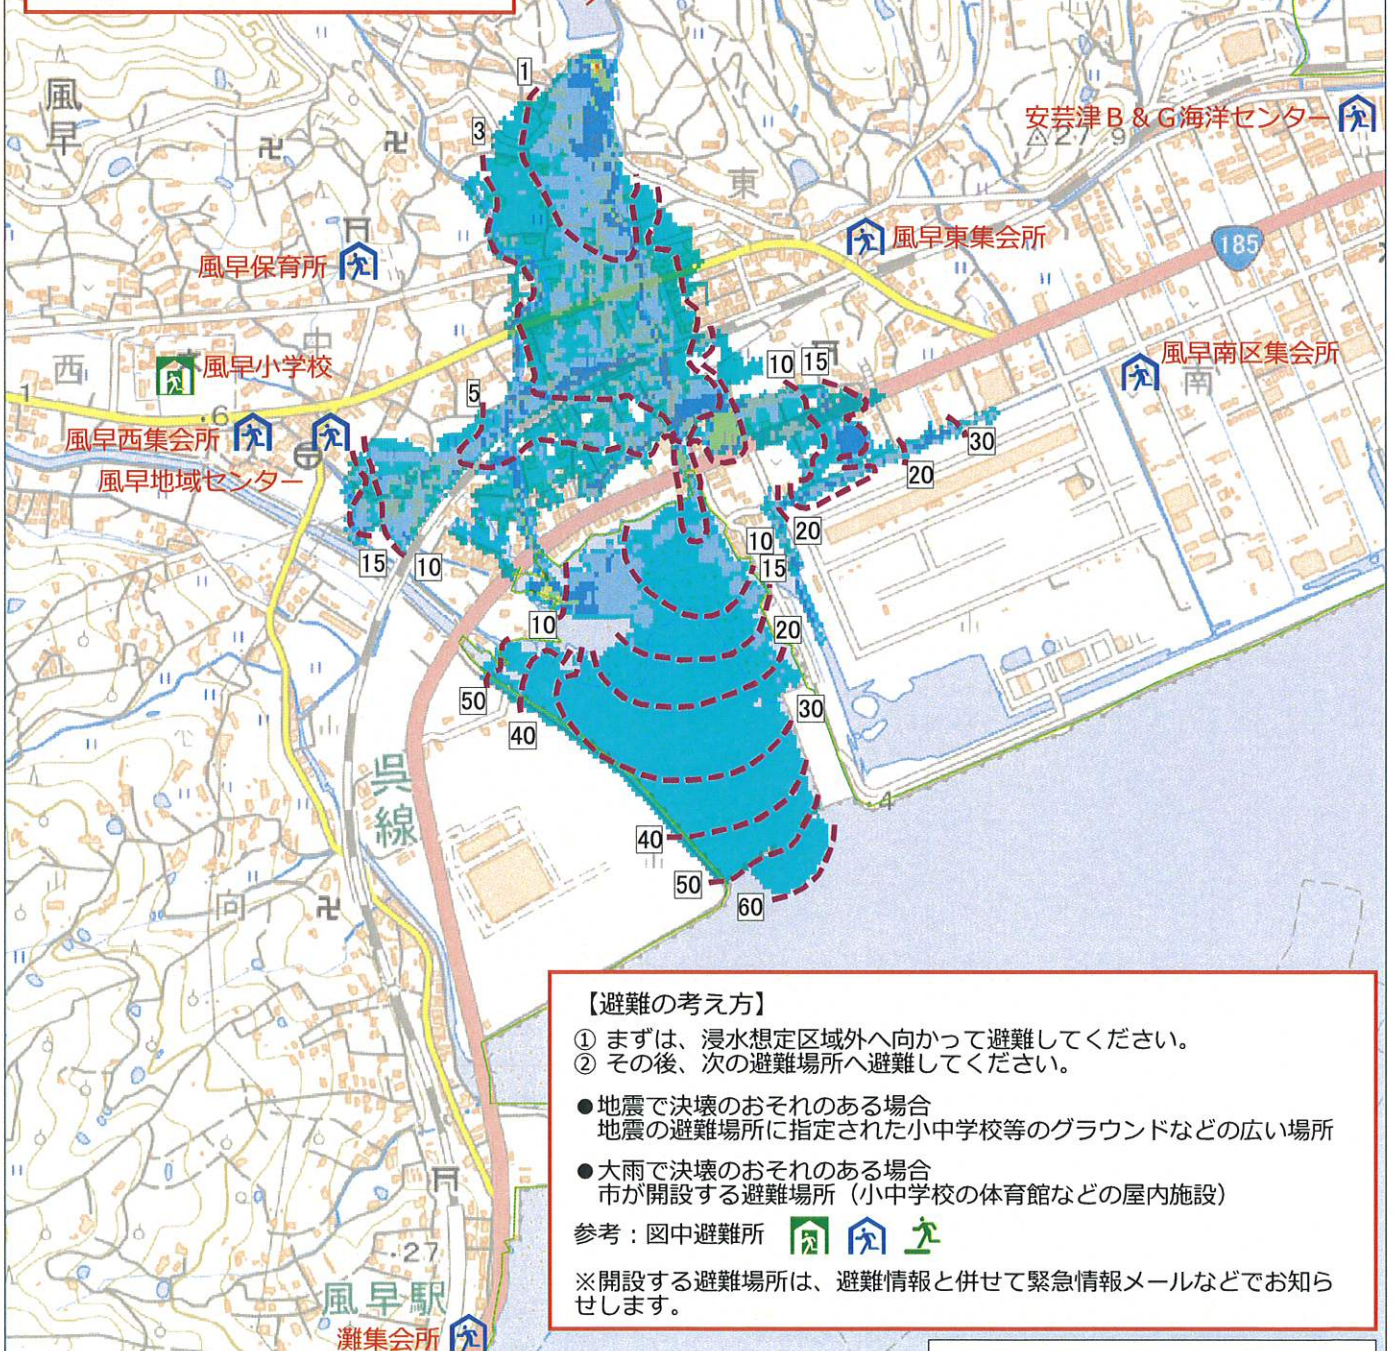 50
風早
1
3
安芸津B＆G海洋センター
27 9
東
185
風早東集会所
風早保育所
中
西
風早小学校
1
6
5
10
15
風早南区集会所
南
風早西集会所
風早地域センター
30
20
20
15
10
10
15
10
20
50
40
30
呉線
4
40
50
60
向
27
風早駅
灘集会所
【避難の考え方】
① まずは、浸水想定区域外へ向かって避難してください。
② その後、次の避難場所へ避難してください。
●地震で決壊のおそれのある場合
地震の避難場所に指定された小中学校等のグラウンドなどの広い場所
●大雨で決壊のおそれのある場合
市が開設する避難場所（小中学校の体育館などの屋内施設）
参考：図中避難所
※開設する避難場所は、避難情報と併せて緊急情報メールなどでお知ら
せします。